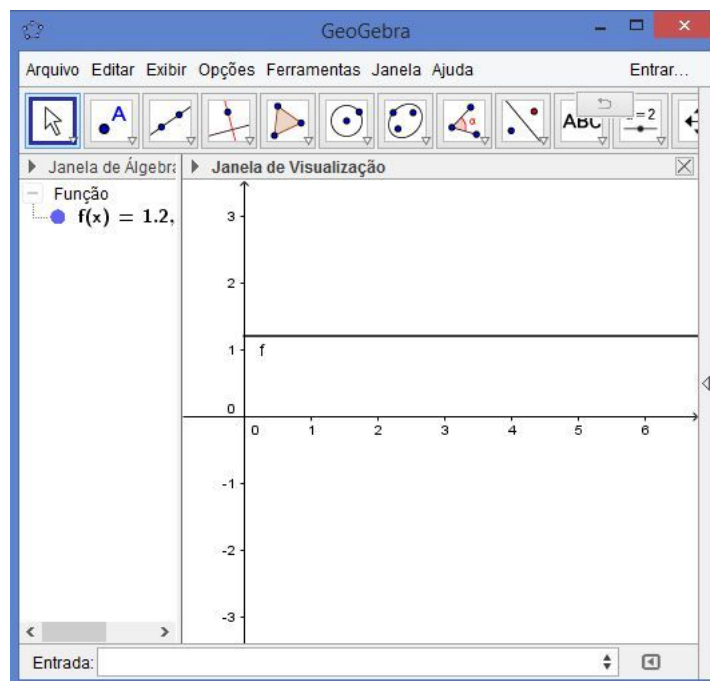 GeoGebra
Arquivo Editar Exibir Opções Ferramentas Janela Ajuda Entrar...
A α ABC =2
Janela de Álgebra Janela de Visualização
Função
f(x) = 1.2,
3
2
1
f
0
0 1 2 3 4 5 6
-1
-2
-3
Entrada: